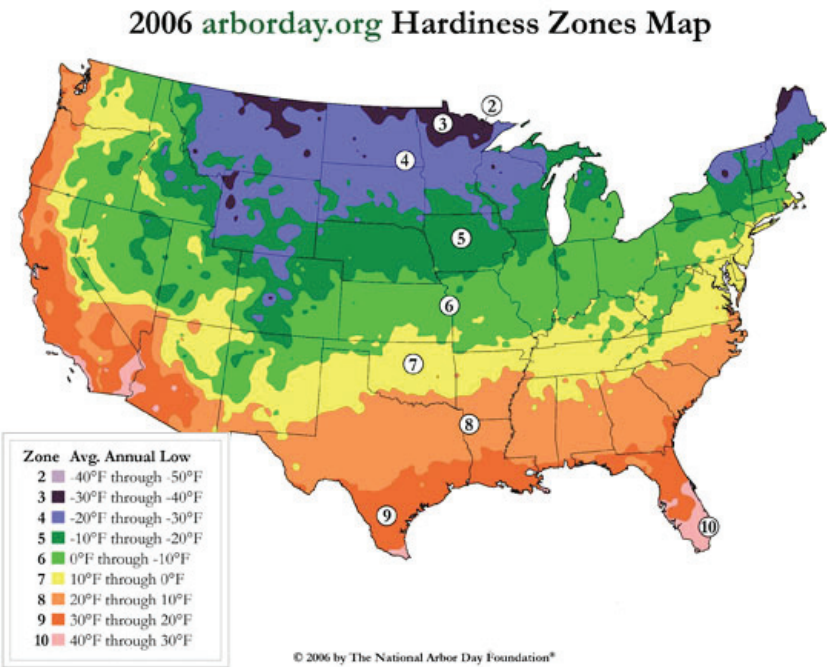 2006 arborday.org Hardiness Zones Map
2
3
4
5
6
7
8
9
10
Zone Avg. Annual Low
2 -40°F through -50°F
3 -30°F through -40°F
4 -20°F through -30°F
5 -10°F through -20°F
6 0°F through -10°F
7 10°F through 0°F
8 20°F through 10°F
9 30°F through 20°F
10 40°F through 30°F
© 2006 by The National Arbor Day Foundation®